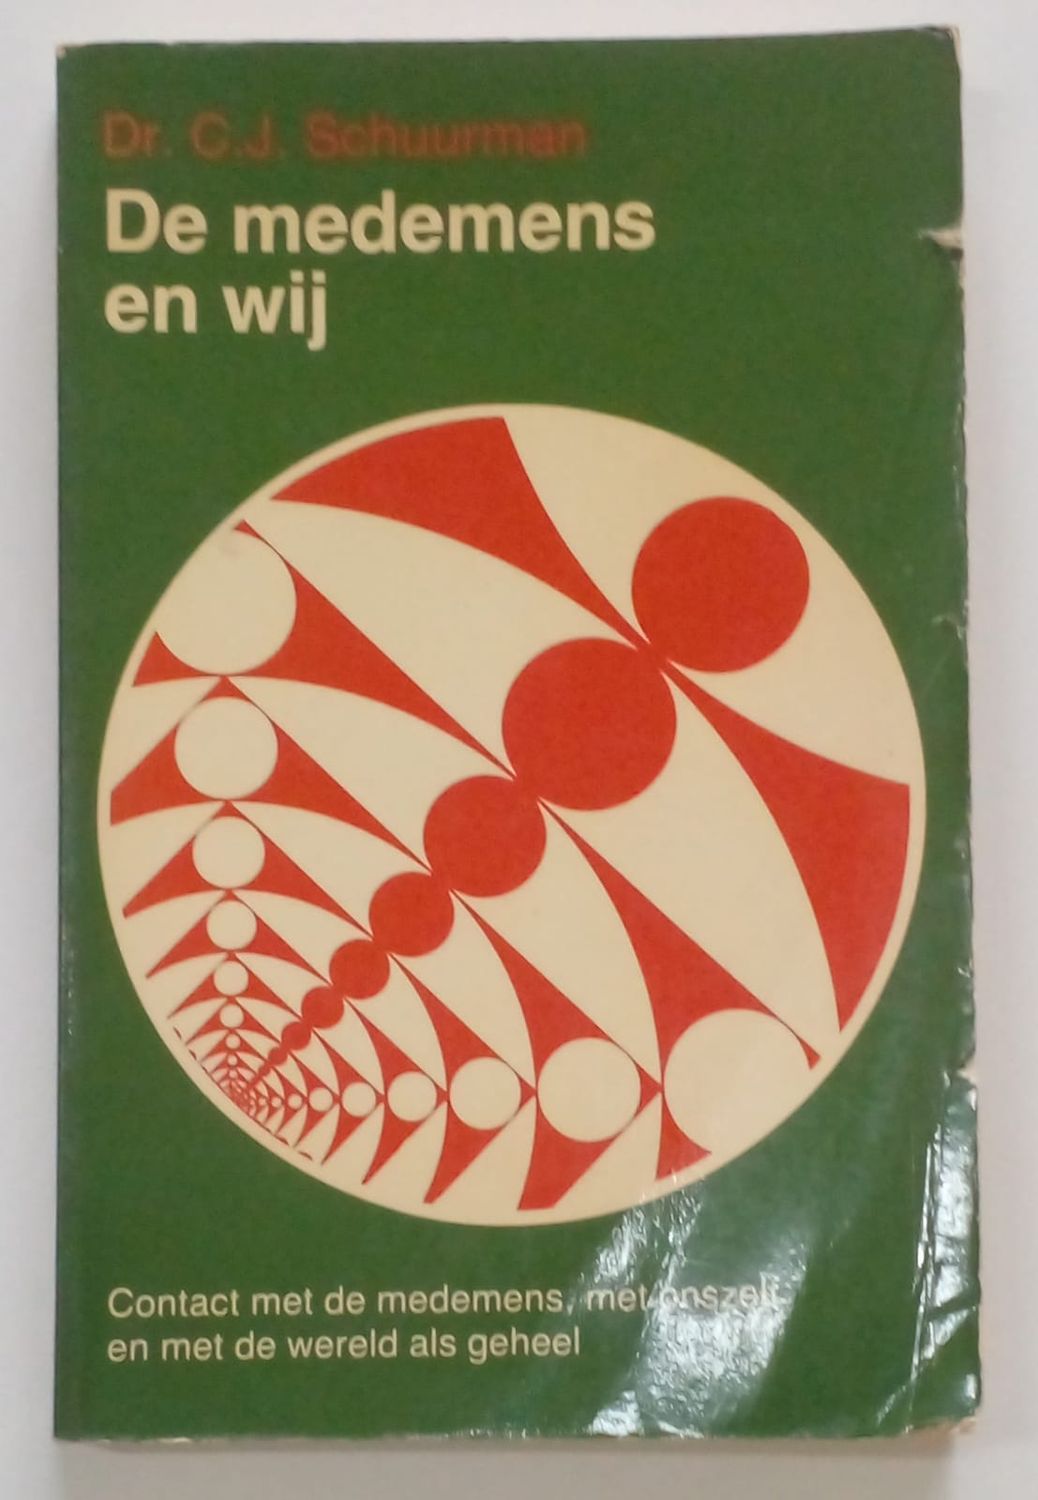 Dr. C.J. Schuurman
De medemens
en wij
Contact met de medemens, met onszelf
en met de wereld als geheel